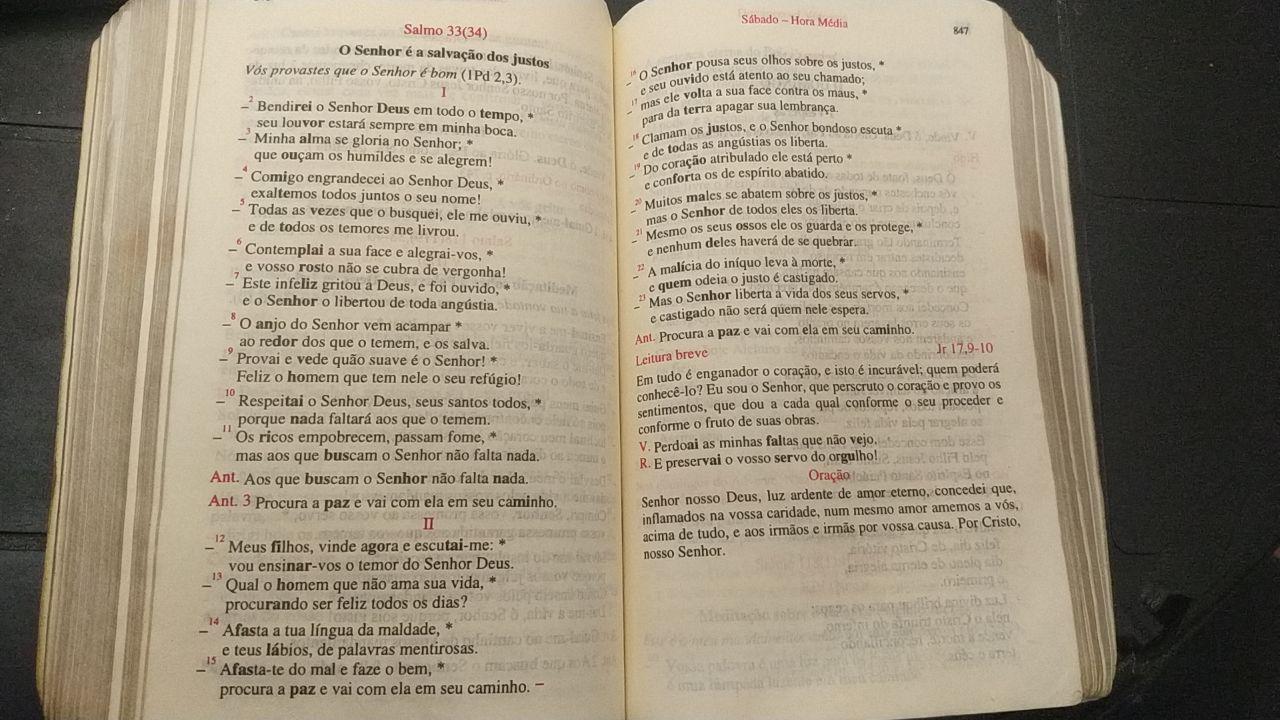 Salmo 33(34)
O Senhor é a salvação dos justos
Vós provastes que o Senhor é bom (1Pd 2,3).
I
–² Bendirei o Senhor Deus em todo o tempo, *
seu louvor estará sempre em minha boca.
–³ Minha alma se gloria no Senhor; *
que ouçam os humildes e se alegrem!
–⁴ Comigo engrandecei ao Senhor Deus, *
exaltemos todos juntos o seu nome!
–⁵ Todas as vezes que o busquei, ele me ouviu, *
e de todos os temores me livrou.
–⁶ Contemplai a sua face e alegrai-vos, *
e vosso rosto não se cubra de vergonha!
–⁷ Este infeliz gritou a Deus, e foi ouvido, *
e o Senhor o libertou de toda angústia.
–⁸ O anjo do Senhor vem acampar *
ao redor dos que o temem, e os salva.
–⁹ Provai e vede quão suave é o Senhor! *
Feliz o homem que tem nele o seu refúgio!
–¹⁰ Respeitai o Senhor Deus, seus santos todos, *
porque nada faltará aos que o temem.
–¹¹ Os ricos empobrecem, passam fome, *
mas aos que buscam o Senhor não falta nada.
Ant. Aos que buscam o Senhor não falta nada.
Ant. 3 Procura a paz e vai com ela em seu caminho.
II
–¹² Meus filhos, vinde agora e escutai-me: *
vou ensinar-vos o temor do Senhor Deus.
–¹³ Qual o homem que não ama sua vida, *
procurando ser feliz todos os dias?
–¹⁴ Afasta a tua língua da maldade, *
e teus lábios, de palavras mentirosas.
–¹⁵ Afasta-te do mal e faze o bem, *
procura a paz e vai com ela em seu caminho. –
Sábado – Hora Média
847
–¹⁶ O Senhor pousa seus olhos sobre os justos, *
e seu ouvido está atento ao seu chamado;
–¹⁷ mas ele volta a sua face contra os maus, *
para da terra apagar sua lembrança.
–¹⁸ Clamam os justos, e o Senhor bondoso escuta *
e de todas as angústias os liberta.
–¹⁹ Do coração atribulado ele está perto *
e conforta os de espírito abatido.
–²⁰ Muitos males se abatem sobre os justos, *
mas o Senhor de todos eles os liberta.
–²¹ Mesmo os seus ossos ele os guarda e os protege, *
e nenhum deles haverá de se quebrar.
–²² A malícia do iníquo leva à morte, *
e quem odeia o justo é castigado.
–²³ Mas o Senhor liberta a vida dos seus servos, *
e castigado não será quem nele espera.
Ant. Procura a paz e vai com ela em seu caminho.
Leitura breve Jr 17,9-10
Em tudo é enganador o coração, e isto é incurável; quem poderá
conhecê-lo? Eu sou o Senhor, que perscruto o coração e provo os
sentimentos, que dou a cada qual conforme o seu proceder e
conforme o fruto de suas obras.
V. Perdoai as minhas faltas que não vejo,
R. E preservai o vosso servo do orgulho!
Oração
Senhor nosso Deus, luz ardente de amor eterno, concedei que,
inflamados na vossa caridade, num mesmo amor amemos a vós,
acima de tudo, e aos irmãos e irmãs por vossa causa. Por Cristo,
nosso Senhor.